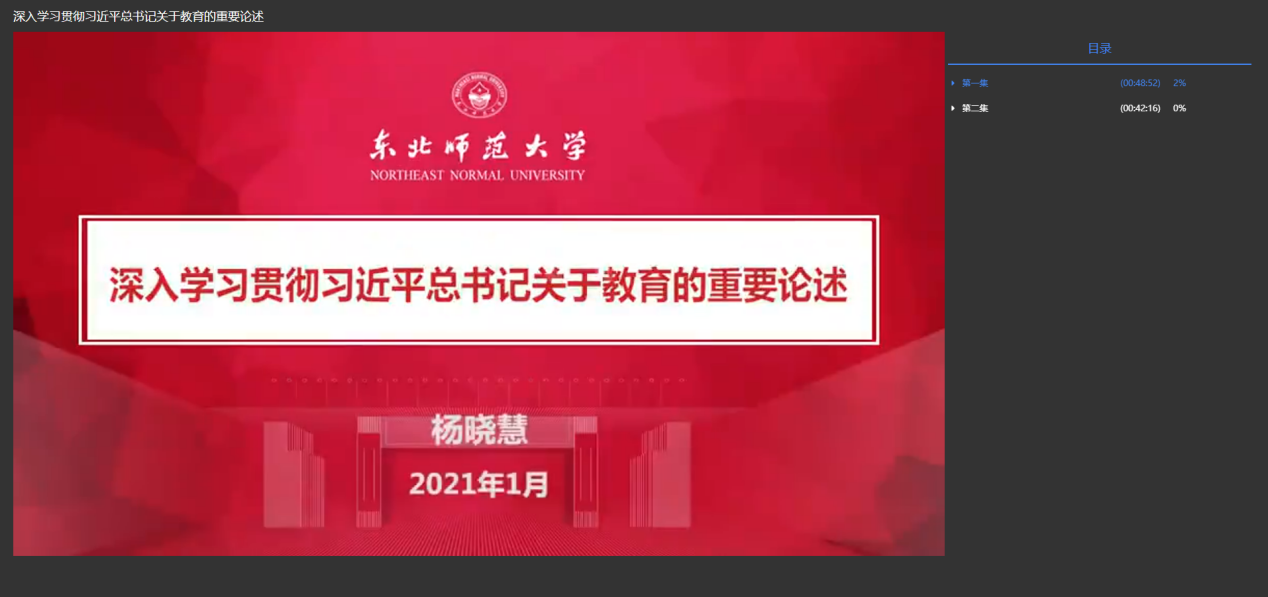 深入学习贯彻习近平总书记关于教育的重要论述
东北师范大学
NORTHEAST NORMAL UNIVERSITY
深入学习贯彻习近平总书记关于教育的重要论述
杨晓慧
2021年1月
目录
第一集 (00:48:52) 2%
第二集 (00:42:16) 0%